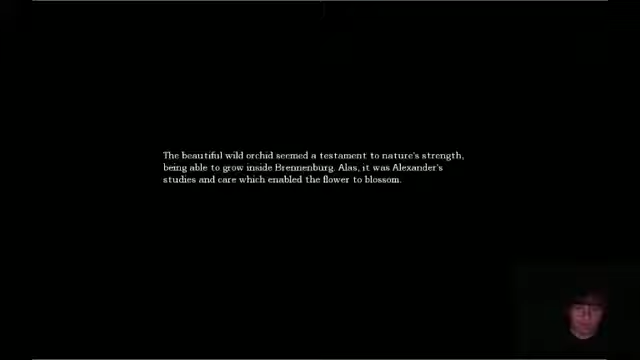 The beautiful wild orchid seemed a testament to nature's strength,
being able to grow inside Brennenburg. Alas, it was Alexander's
studies and care which enabled the flower to blossom.